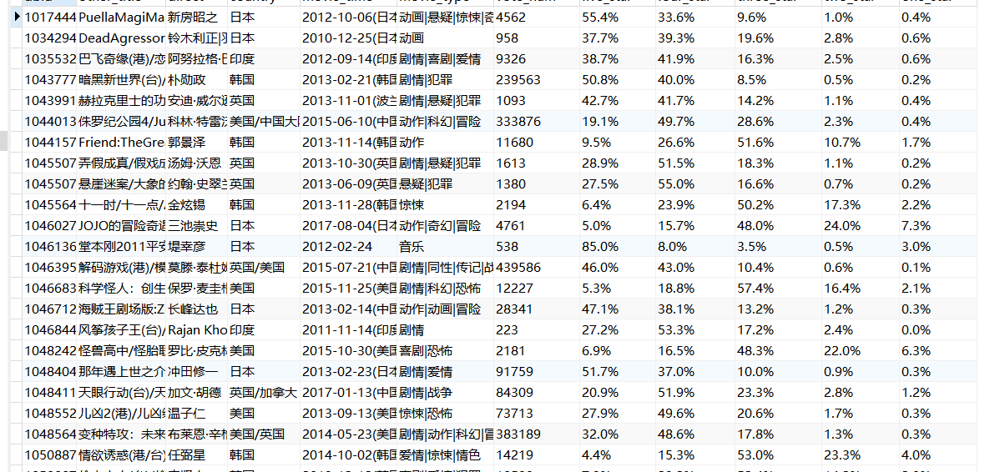 1017444 PuellaMagiMa 新房昭之 日本 2012-10-06(日本 动画|悬疑|惊悚|奇 4562 55.4% 33.6% 9.6% 1.0% 0.4%
1034294 DeadAgressor 铃木利正| 日本 2010-12-25(日本 动画 958 37.7% 39.3% 19.6% 2.8% 0.6%
1035532 巴飞奇缘(港)/恋 阿努拉格·巴 印度 2012-09-14(印度 剧情|喜剧|爱情 9326 38.7% 41.9% 16.3% 2.5% 0.6%
1043777 暗黑新世界(台)/ 朴勋政 韩国 2013-02-21(韩国 剧情|犯罪 239563 50.8% 40.0% 8.5% 0.5% 0.2%
1043991 赫拉克里士的功 安迪·威尔逊 英国 2013-11-01(波兰 剧情|悬疑|犯罪 1093 42.7% 41.7% 14.2% 1.1% 0.4%
1044013 侏罗纪公园4/Ju 科林·特雷沃 美国/中国大陆 2015-06-10(中国 动作|科幻|冒险 333876 19.1% 49.7% 28.6% 2.3% 0.4%
1044157 Friend:TheGre 郭景泽 韩国 2013-11-14(韩国 动作 11680 9.5% 26.6% 51.6% 10.7% 1.7%
1045507 弄假成真/假戏成 汤姆·沃恩 英国 2013-10-30(英国 剧情|悬疑|犯罪 1613 28.9% 51.5% 18.3% 1.1% 0.2%
1045507 悬崖迷案/大象的 约翰·史翠兰 英国 2013-06-09(英国 悬疑|犯罪 1380 27.5% 55.0% 16.6% 0.7% 0.2%
1045564 十一时/十一点/ 金炫锡 韩国 2013-11-28(韩国 惊悚 2194 6.4% 23.9% 50.2% 17.3% 2.2%
1046027 JOJO的冒险奇遇 三池崇史 日本 2017-08-04(日本 动作|奇幻|冒险 4761 5.0% 15.7% 48.0% 24.0% 7.3%
1046136 堂本刚2011平安 堤幸彦 日本 2012-02-24 音乐 538 85.0% 8.0% 3.5% 0.5% 3.0%
1046395 解码游戏(港)/模 莫滕·泰杜姆 英国/美国 2015-07-21(中国 剧情|同性|传记|战 439586 46.0% 43.0% 10.4% 0.6% 0.1%
1046683 科学怪人：创生 保罗·麦圭根 美国 2015-11-25(美国 剧情|科幻|恐怖 12227 5.3% 18.8% 57.4% 16.4% 2.1%
1046712 海贼王剧场版:Z 长峰达也 日本 2013-02-14(中国 动作|动画|冒险 28341 47.1% 38.1% 13.2% 1.2% 0.3%
1046844 风筝孩子王(台)/ Rajan Kho 印度 2011-11-14(印度 剧情 223 27.2% 53.3% 17.2% 2.4% 0.0%
1048242 怪兽高中/怪胎联 罗比·皮克林 美国 2015-10-30(美国 喜剧|恐怖 2181 6.9% 16.5% 48.3% 22.0% 6.3%
1048404 那年遇上世之介 冲田修一 日本 2013-02-23(日本 剧情|爱情 91759 51.7% 37.0% 10.0% 0.9% 0.3%
1048411 天眼行动(台)/天 加文·胡德 英国/加拿大 2017-01-13(中国 剧情|战争 84309 20.9% 51.9% 23.3% 2.8% 1.2%
1048552 儿凶2(港)/儿凶 温子仁 美国 2013-09-13(美国 惊悚|恐怖 73713 27.9% 49.6% 20.6% 1.7% 0.3%
1048564 变种特攻：未来 布莱恩·辛格 美国/英国 2014-05-23(美国 剧情|动作|科幻|冒 383189 32.0% 48.6% 17.8% 1.3% 0.3%
1050887 情欲诱惑(港/台) 任弼星 韩国 2014-10-02(韩国 爱情|惊悚|情色 14219 4.4% 15.3% 53.0% 23.3% 4.0%